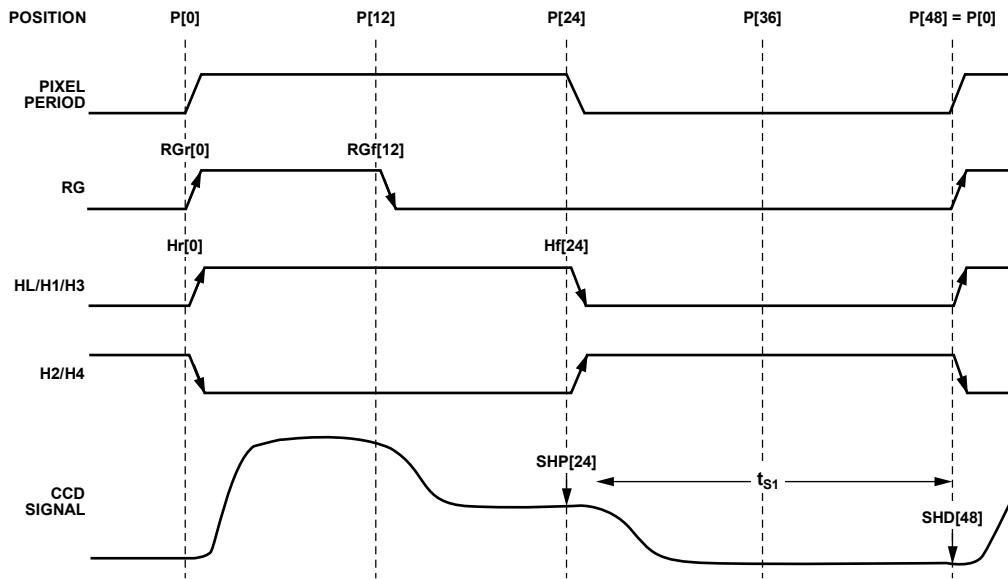 POSITION P[0] P[12] P[24] P[36] P[48] = P[0]
PIXEL
PERIOD
RGr[0] RGf[12]
RG
Hr[0] Hf[24]
HL/H1/H3
H2/H4
SHP[24]
tS1
CCD
SIGNAL
SHD[48]